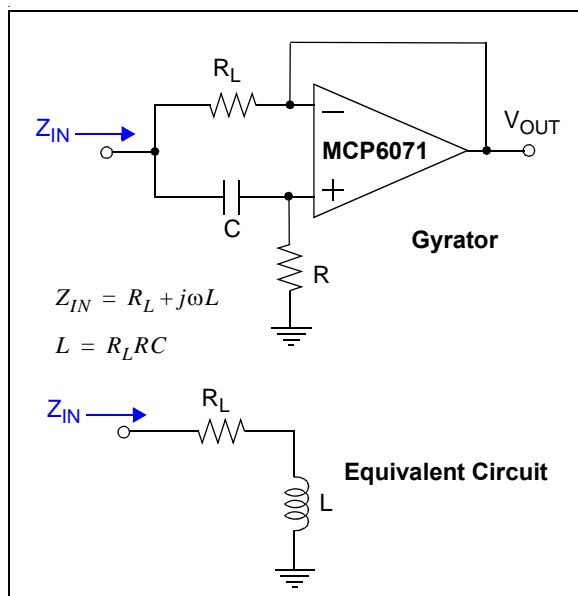 R_L
Z_IN
−
V_OUT
MCP6071
+
C
Gyrator
R
Z_IN = R_L + jωL
L = R_L RC
Z_IN
R_L
Equivalent Circuit
L